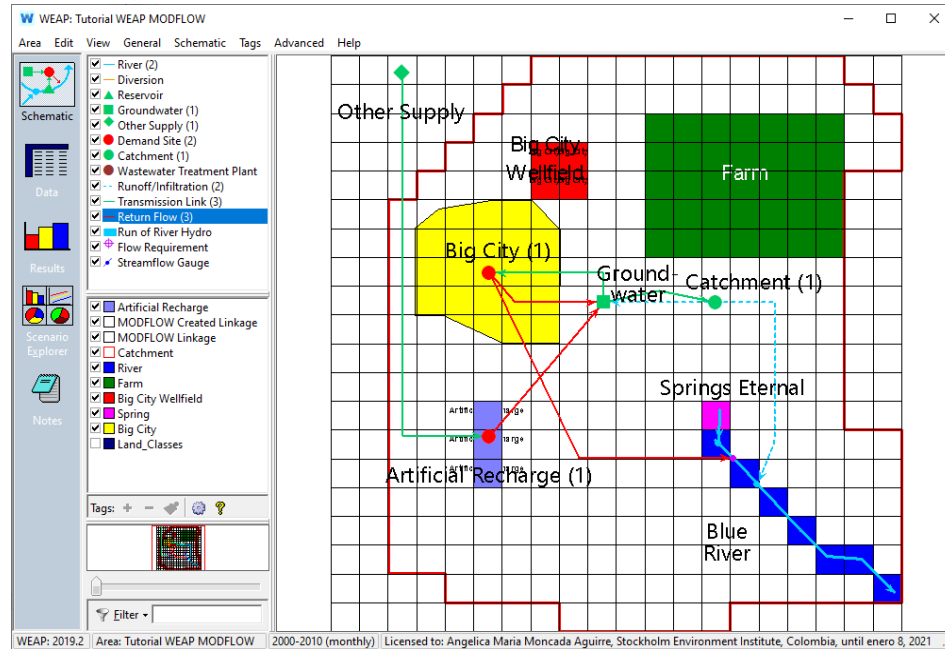 WEAP: Tutorial WEAP MODFLOW
Area Edit View General Schematic Tags Advanced Help
Schematic
Data
Results
Scenario
Explorer
Notes
River (2)
Diversion
Reservoir
Groundwater (1)
Other Supply (1)
Demand Site (2)
Catchment (1)
Wastewater Treatment Plant
Runoff/Infiltration (2)
Transmission Link (3)
Return Flow (3)
Run of River Hydro
Flow Requirement
Streamflow Gauge
Artificial Recharge
MODFLOW Created Linkage
MODFLOW Linkage
Catchment
River
Farm
Big City Wellfield
Spring
Big City
Land_Classes
Tags:
Filter
Other Supply
Big City
Wellfield
Farm
Big City (1)
Ground-
water
Catchment (1)
Springs Eternal
Artificial Recharge (1)
Blue
River
WEAP: 2019.2 Area: Tutorial WEAP MODFLOW 2000-2010 (monthly) Licensed to: Angelica Maria Moncada Aguirre, Stockholm Environment Institute, Colombia, until enero 8, 2021